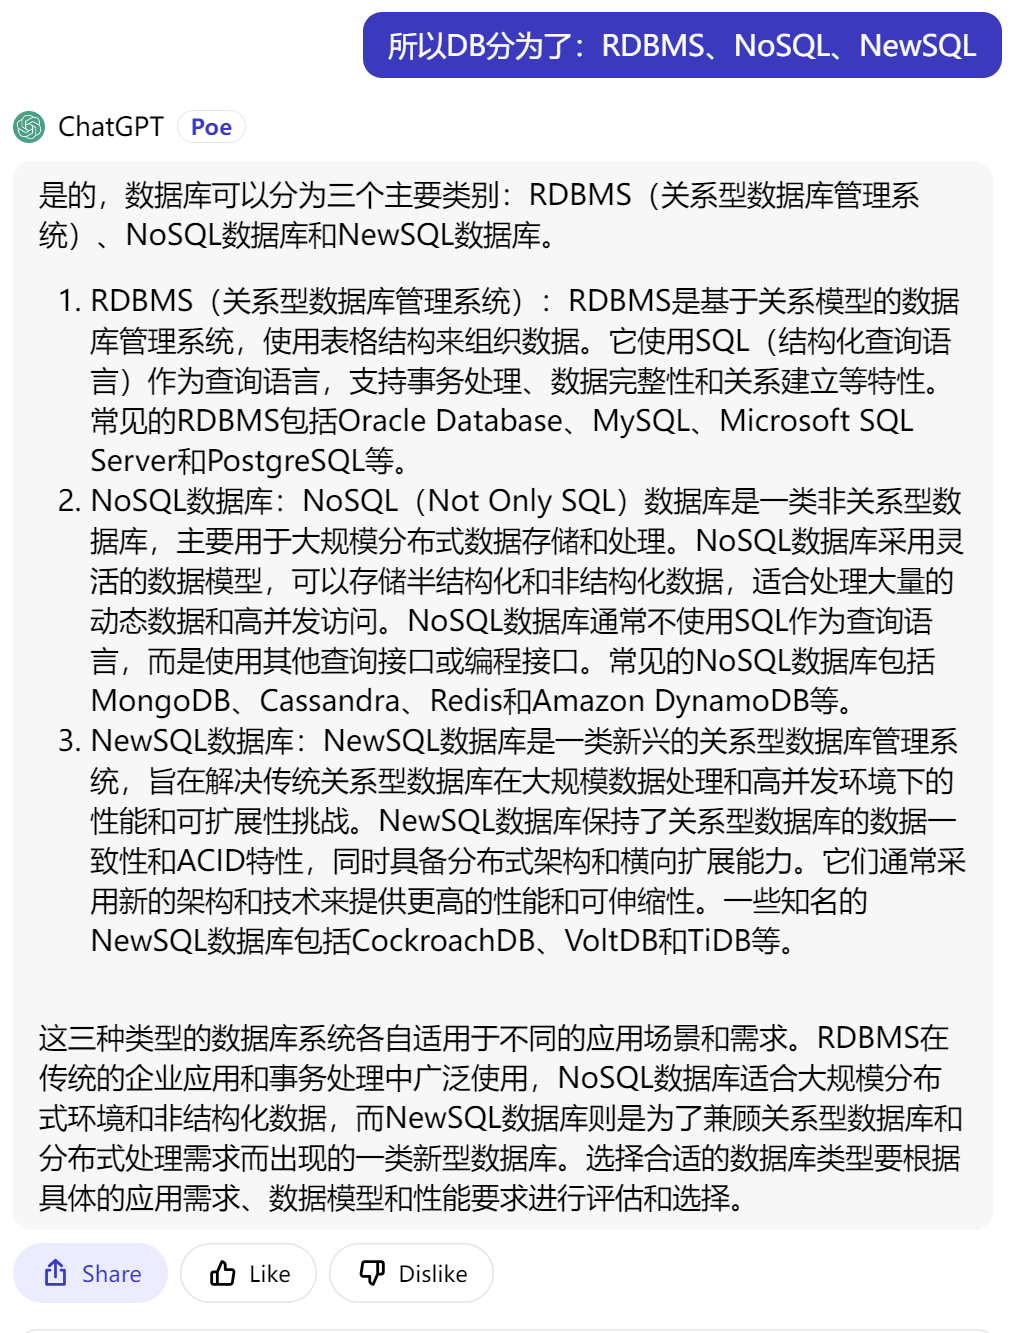 所以DB分为了：RDBMS、NoSQL、NewSQL
ChatGPT Poe
是的，数据库可以分为三个主要类别：RDBMS（关系型数据库管理系
统）、NoSQL数据库和NewSQL数据库。
1. RDBMS（关系型数据库管理系统）：RDBMS是基于关系模型的数据
库管理系统，使用表格结构来组织数据。它使用SQL（结构化查询语
言）作为查询语言，支持事务处理、数据完整性和关系建立等特性。
常见的RDBMS包括Oracle Database、MySQL、Microsoft SQL
Server和PostgreSQL等。
2. NoSQL数据库：NoSQL（Not Only SQL）数据库是一类非关系型数
据库，主要用于大规模分布式数据存储和处理。NoSQL数据库采用灵
活的数据模型，可以存储半结构化和非结构化数据，适合处理大量的
动态数据和高并发访问。NoSQL数据库通常不使用SQL作为查询语
言，而是使用其他查询接口或编程接口。常见的NoSQL数据库包括
MongoDB、Cassandra、Redis和Amazon DynamoDB等。
3. NewSQL数据库：NewSQL数据库是一类新兴的关系型数据库管理系
统，旨在解决传统关系型数据库在大规模数据处理和高并发环境下的
性能和可扩展性挑战。NewSQL数据库保持了关系型数据库的数据一
致性和ACID特性，同时具备分布式架构和横向扩展能力。它们通常采
用新的架构和技术来提供更高的性能和可伸缩性。一些知名的
NewSQL数据库包括CockroachDB、VoltDB和TiDB等。
这三种类型的数据库系统各自适用于不同的应用场景和需求。RDBMS在
传统的企业应用和事务处理中广泛使用，NoSQL数据库适合大规模分布
式环境和非结构化数据，而NewSQL数据库则是为了兼顾关系型数据库和
分布式处理需求而出现的一类新型数据库。选择合适的数据库类型要根据
具体的应用需求、数据模型和性能要求进行评估和选择。
Share Like Dislike